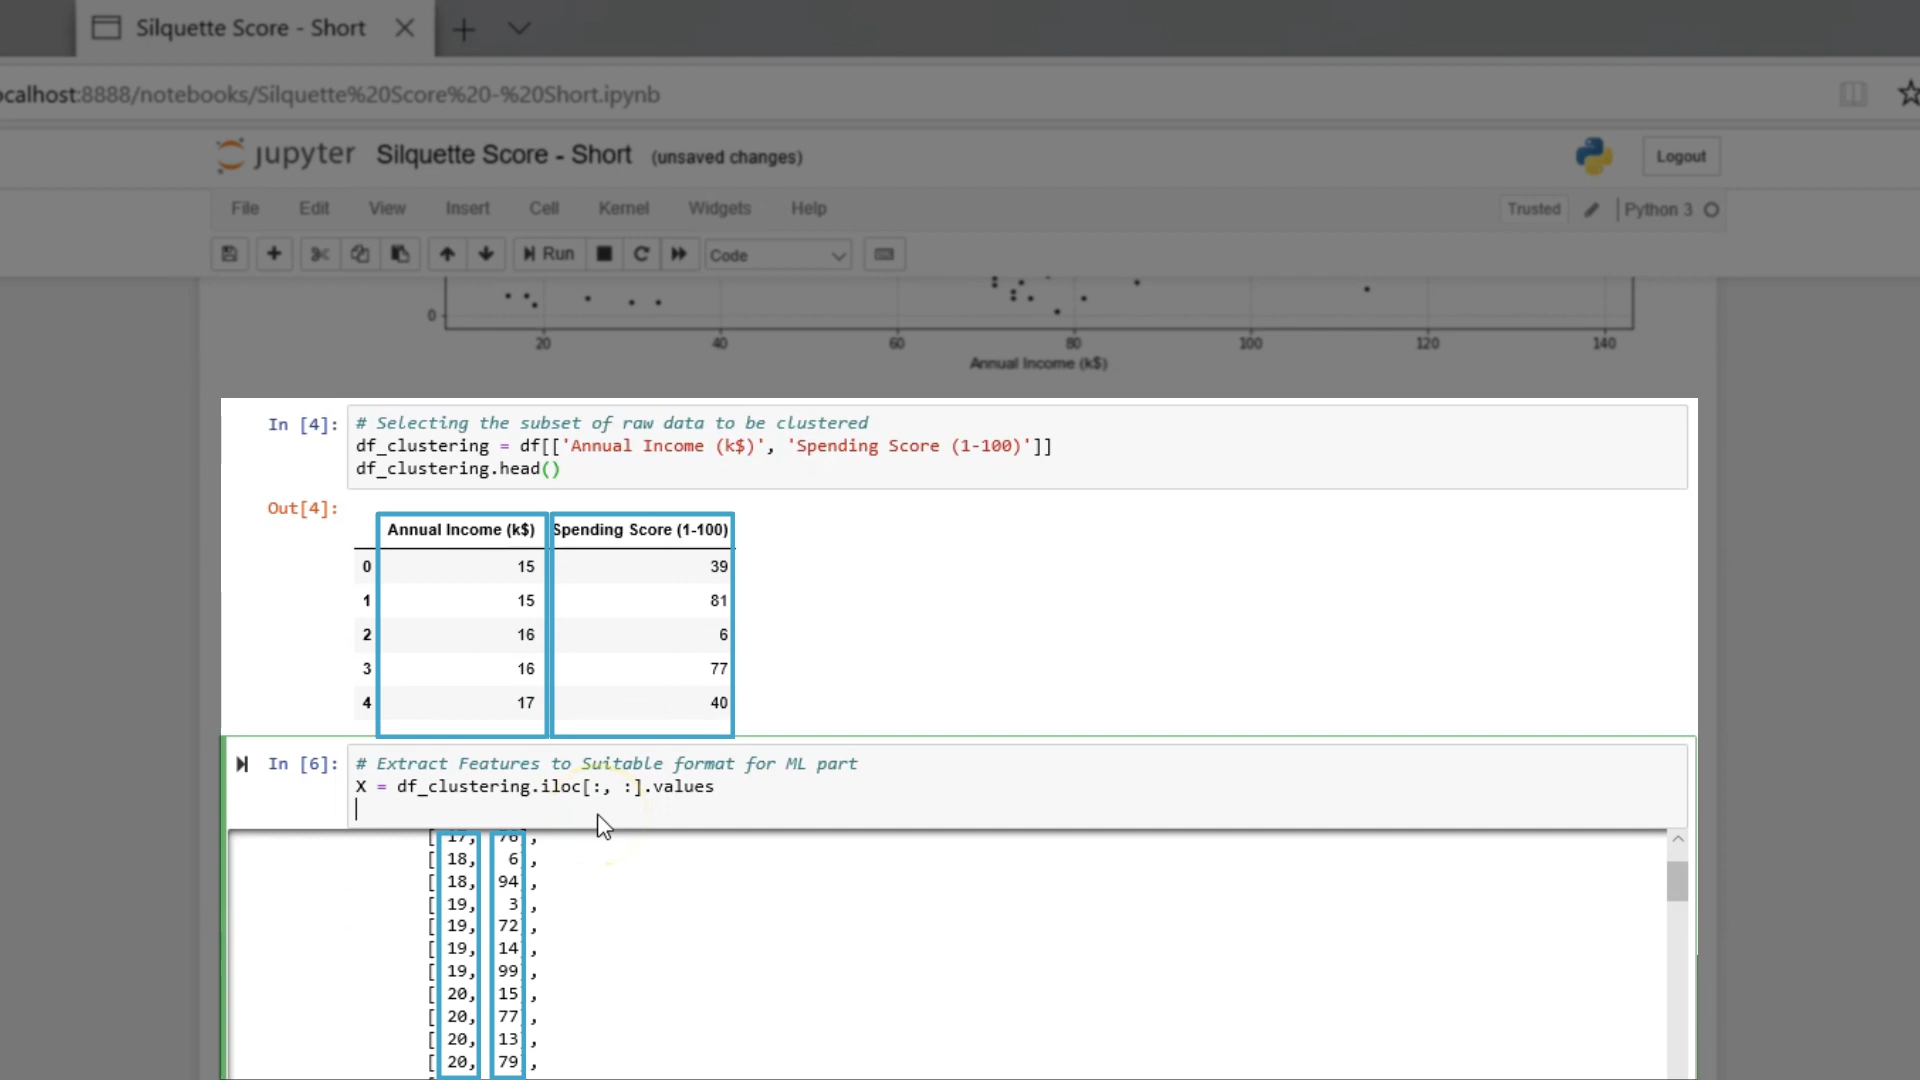 Silquette Score - Short
ocalhost:8888/notebooks/Silquette%20Score%20-%20Short.ipynb
jupyter Silquette Score - Short (unsaved changes)
Logout
File Edit View Insert Cell Kernel Widgets Help
Trusted
Python 3
Run
Code
0
20 40 60 80 100 120 140
Annual Income (k$)
In [4]:
# Selecting the subset of raw data to be clustered
df_clustering = df[['Annual Income (k$)', 'Spending Score (1-100)']]
df_clustering.head()
Out[4]:
Annual Income (k$) Spending Score (1-100)
0 15 39
1 15 81
2 16 6
3 16 77
4 17 40
In [6]:
# Extract Features to Suitable format for ML part
X = df_clustering.iloc[:, :].values
[ 17, 76],
[ 18, 6],
[ 18, 94],
[ 19, 3],
[ 19, 72],
[ 19, 14],
[ 19, 99],
[ 20, 15],
[ 20, 77],
[ 20, 13],
[ 20, 79],